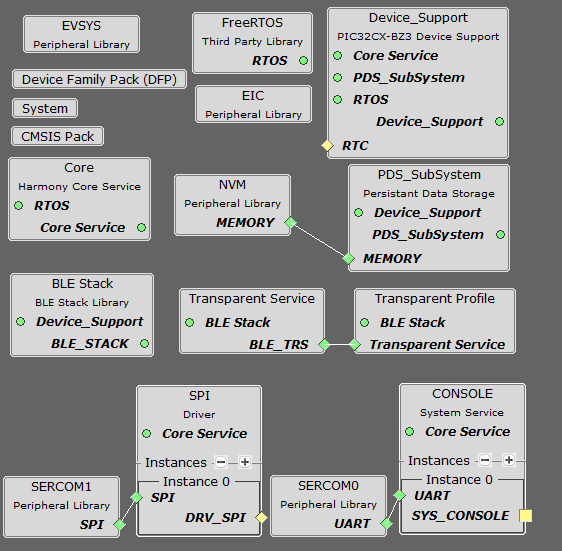 EVSYS
Peripheral Library
FreeRTOS
Third Party Library
RTOS
Device_Support
PIC32CX-BZ3 Device Support
Core Service
PDS_SubSystem
RTOS
Device_Support
RTC
Device Family Pack (DFP)
System
CMSIS Pack
EIC
Peripheral Library
Core
Harmony Core Service
RTOS
Core Service
NVM
Peripheral Library
MEMORY
PDS_SubSystem
Persistant Data Storage
Device_Support
PDS_SubSystem
MEMORY
BLE Stack
BLE Stack Library
Device_Support
BLE_STACK
Transparent Service
BLE Stack
BLE_TRS
Transparent Profile
BLE Stack
Transparent Service
SERCOM1
Peripheral Library
SPI
SPI
Driver
Core Service
Instances
Instance 0
SPI
DRV_SPI
SERCOM0
Peripheral Library
UART
CONSOLE
System Service
Core Service
Instances
Instance 0
UART
SYS_CONSOLE